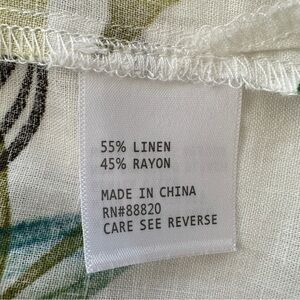 55% LINEN
45% RAYON
MADE IN CHINA
RN#88820
CARE SEE REVERSE